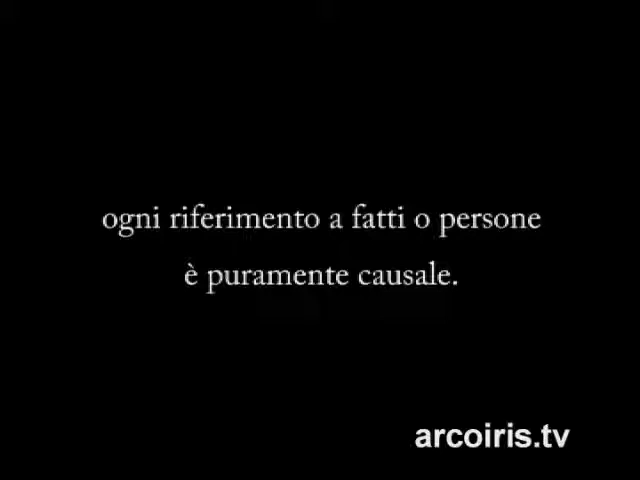 ogni riferimento a fatti o persone
è puramente causale.
arcoiris.tv